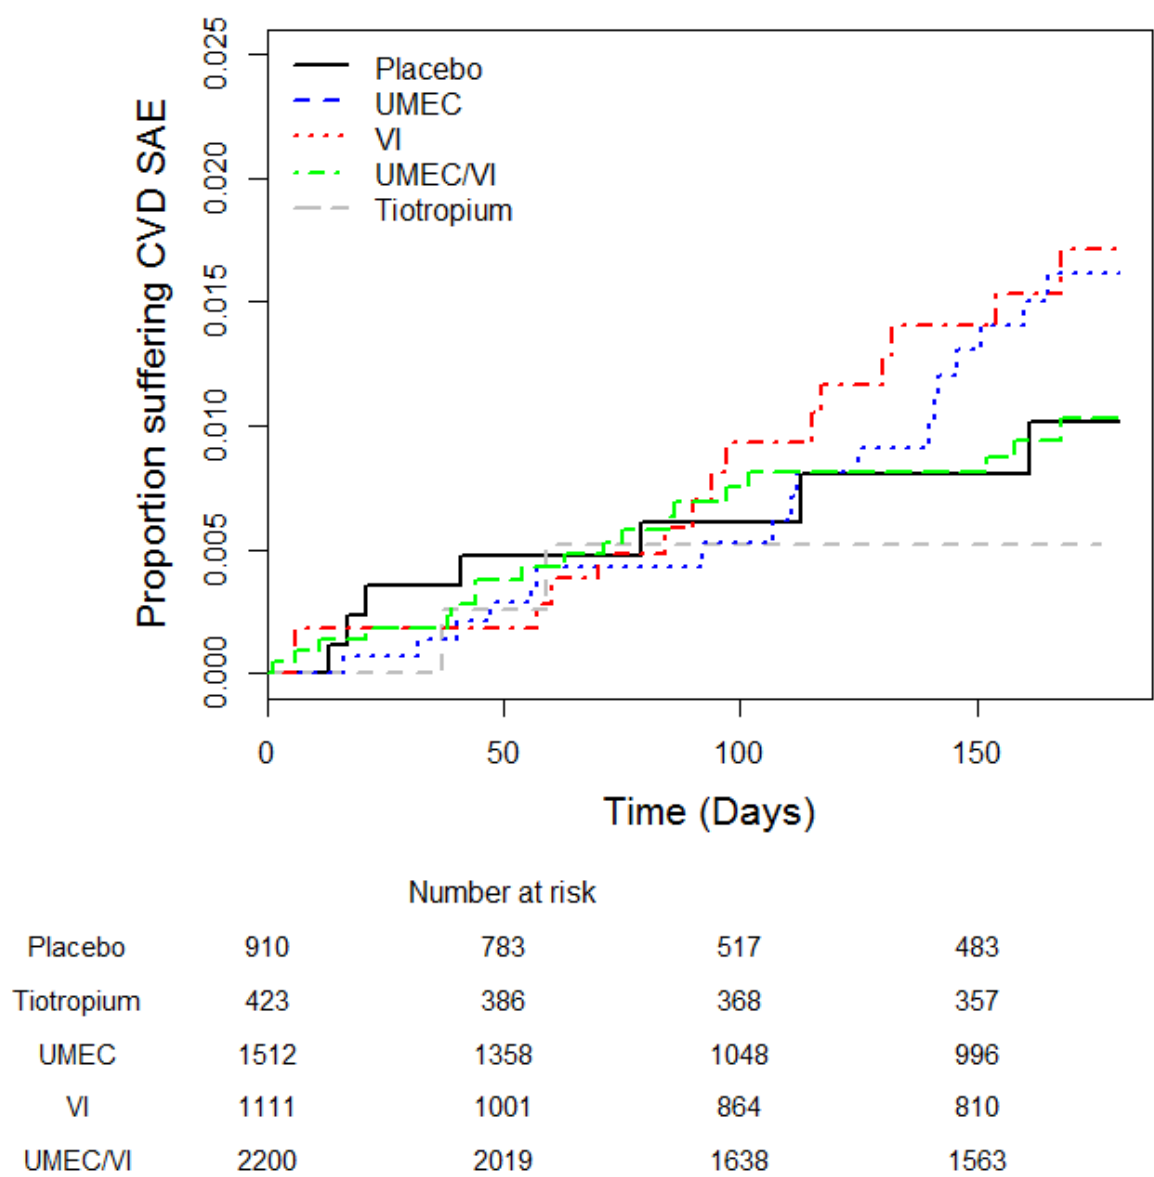 Proportion suffering CVD SAE
0.025
0.020
0.015
0.010
0.005
0.000
Placebo
UMEC
VI
UMEC/VI
Tiotropium
0 50 100 150
Time (Days)
Number at risk
Placebo 910 783 517 483
Tiotropium 423 386 368 357
UMEC 1512 1358 1048 996
VI 1111 1001 864 810
UMEC/VI 2200 2019 1638 1563